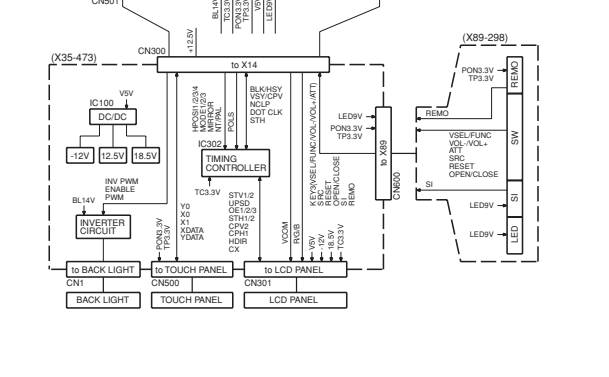 CN501
BL14V
TC3.3V
PON3.3V
TP3.3V
V5V
LED9V
+12.5V
CN300
(X35-473)
to X14
(X89-298)
V5V
IC100
DC/DC
-12V
12.5V
18.5V
HPOSI1/2/3/4
MODE1/2/3
MIRROR
NT/PAL
POLS
BLK/HSY
VSY/CPV
NCLP
DOT CLK
STH
IC302
TIMING
CONTROLLER
TC3.3V
KEY3(VSEL/FUNC/VOL-/VOL+/ATT)
SRC
RESET
OPEN/CLOSE
SI
REMO
LED9V
PON3.3V
TP3.3V
to X89
CN600
PON3.3V
TP3.3V
REMO
REMO
VSEL/FUNC
VOL-/VOL+
ATT
SRC
RESET
OPEN/CLOSE
SW
SI
LED9V
SI
LED9V
LED
INV PWM
ENABLE
PWM
BL14V
INVERTER
CIRCUIT
PON3.3V
TP3.3V
Y0
X0
X1
XDATA
YDATA
STV1/2
UPSD
OE1/2/3
STH1/2
CPV2
CPH1
HDIR
CX
VCOM
RG/B
V5V
-12V
18.5V
TC3.3V
to BACK LIGHT
to TOUCH PANEL
to LCD PANEL
CN1
CN500
CN301
BACK LIGHT
TOUCH PANEL
LCD PANEL